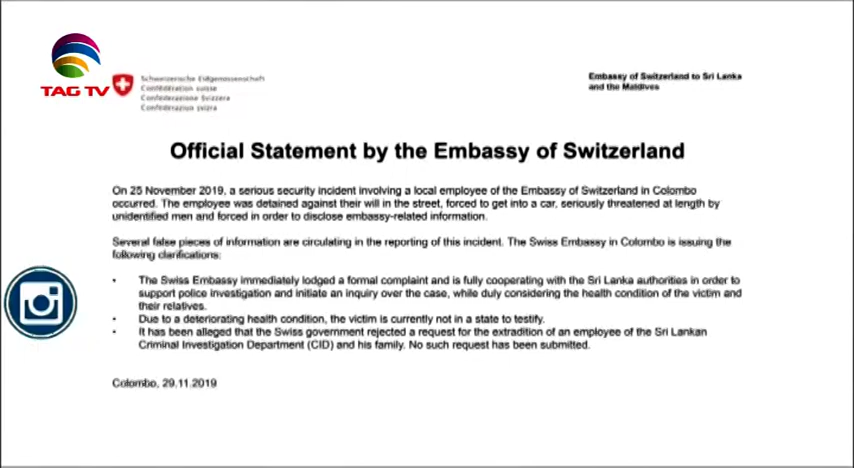 TAG TV
Schweizerische Eidgenossenschaft
Confédération suisse
Confederazione Svizzera
Confederaziun svizra
Embassy of Switzerland to Sri Lanka
and the Maldives
Official Statement by the Embassy of Switzerland
On 25 November 2019, a serious security incident involving a local employee of the Embassy of Switzerland in Colombo
occurred. The employee was detained against their will in the street, forced to get into a car, seriously threatened at length by
unidentified men and forced in order to disclose embassy-related information.
Several false pieces of information are circulating in the reporting of this incident. The Swiss Embassy in Colombo is issuing the
following clarifications:
• The Swiss Embassy immediately lodged a formal complaint and is fully cooperating with the Sri Lanka authorities in order to
support police investigation and initiate an inquiry over the case, while duly considering the health condition of the victim and
their relatives.
• Due to a deteriorating health condition, the victim is currently not in a state to testify.
• It has been alleged that the Swiss government rejected a request for the extradition of an employee of the Sri Lankan
Criminal Investigation Department (CID) and his family. No such request has been submitted.
Colombo, 29.11.2019